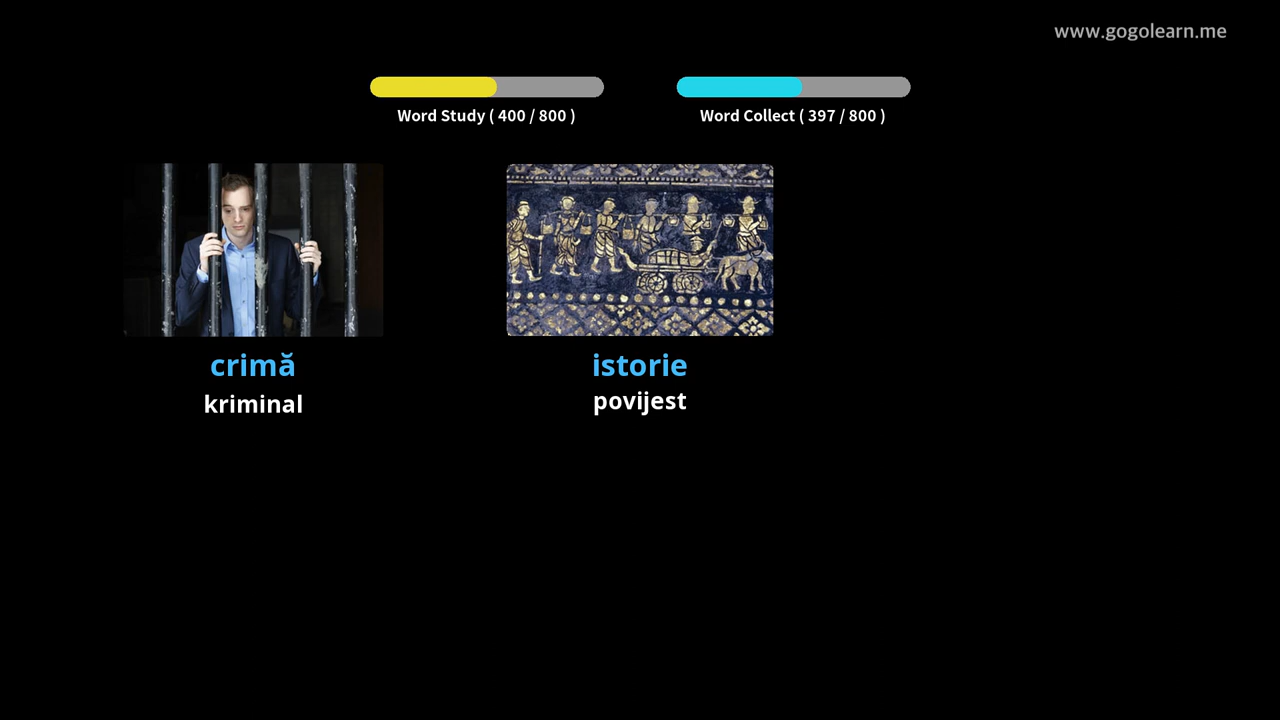 www.gogolearn.me
Word Study ( 400 / 800 )
Word Collect ( 397 / 800 )
crimă
kriminal
istorie
povijest